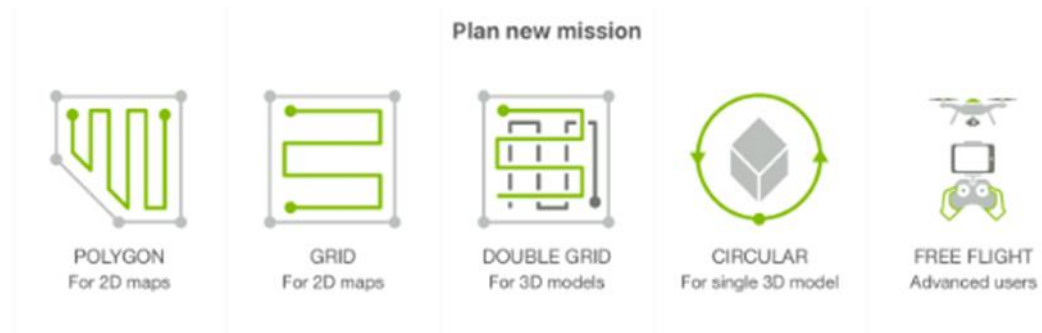 Plan new mission
POLYGON
For 2D maps
GRID
For 2D maps
DOUBLE GRID
For 3D models
CIRCULAR
For single 3D model
FREE FLIGHT
Advanced users